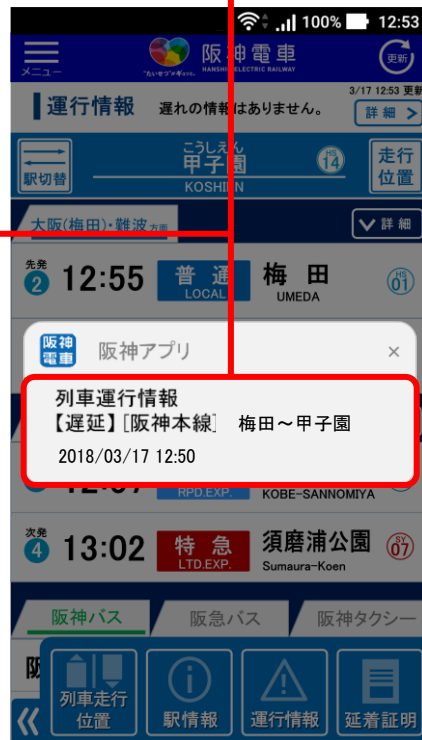 100% 12:53
メニュー
"たいせつ"がギュっと。
阪神電車
HANSHIN ELECTRIC RAILWAY
更新
運行情報 遅れの情報はありません。
3/17 12:53 更新
詳細 >
駅切替
こうしえん
甲子園
KOSHIEN
HS
14
走行
位置
大阪(梅田)・難波方面
詳細
先発
2
12:55
普通
LOCAL
梅田
UMEDA
HS
01
阪神
電車
阪神アプリ ×
列車運行情報
【遅延】[阪神本線] 梅田～甲子園
2018/03/17 12:50
RPD.EXP.
KOBE-SANNOMIYA
次発
4
13:02
特急
LTD.EXP.
須磨浦公園
Sumaura-Koen
SY
07
阪神バス
阪急バス
阪神タクシー
列車走行
位置
駅情報
運行情報
延着証明